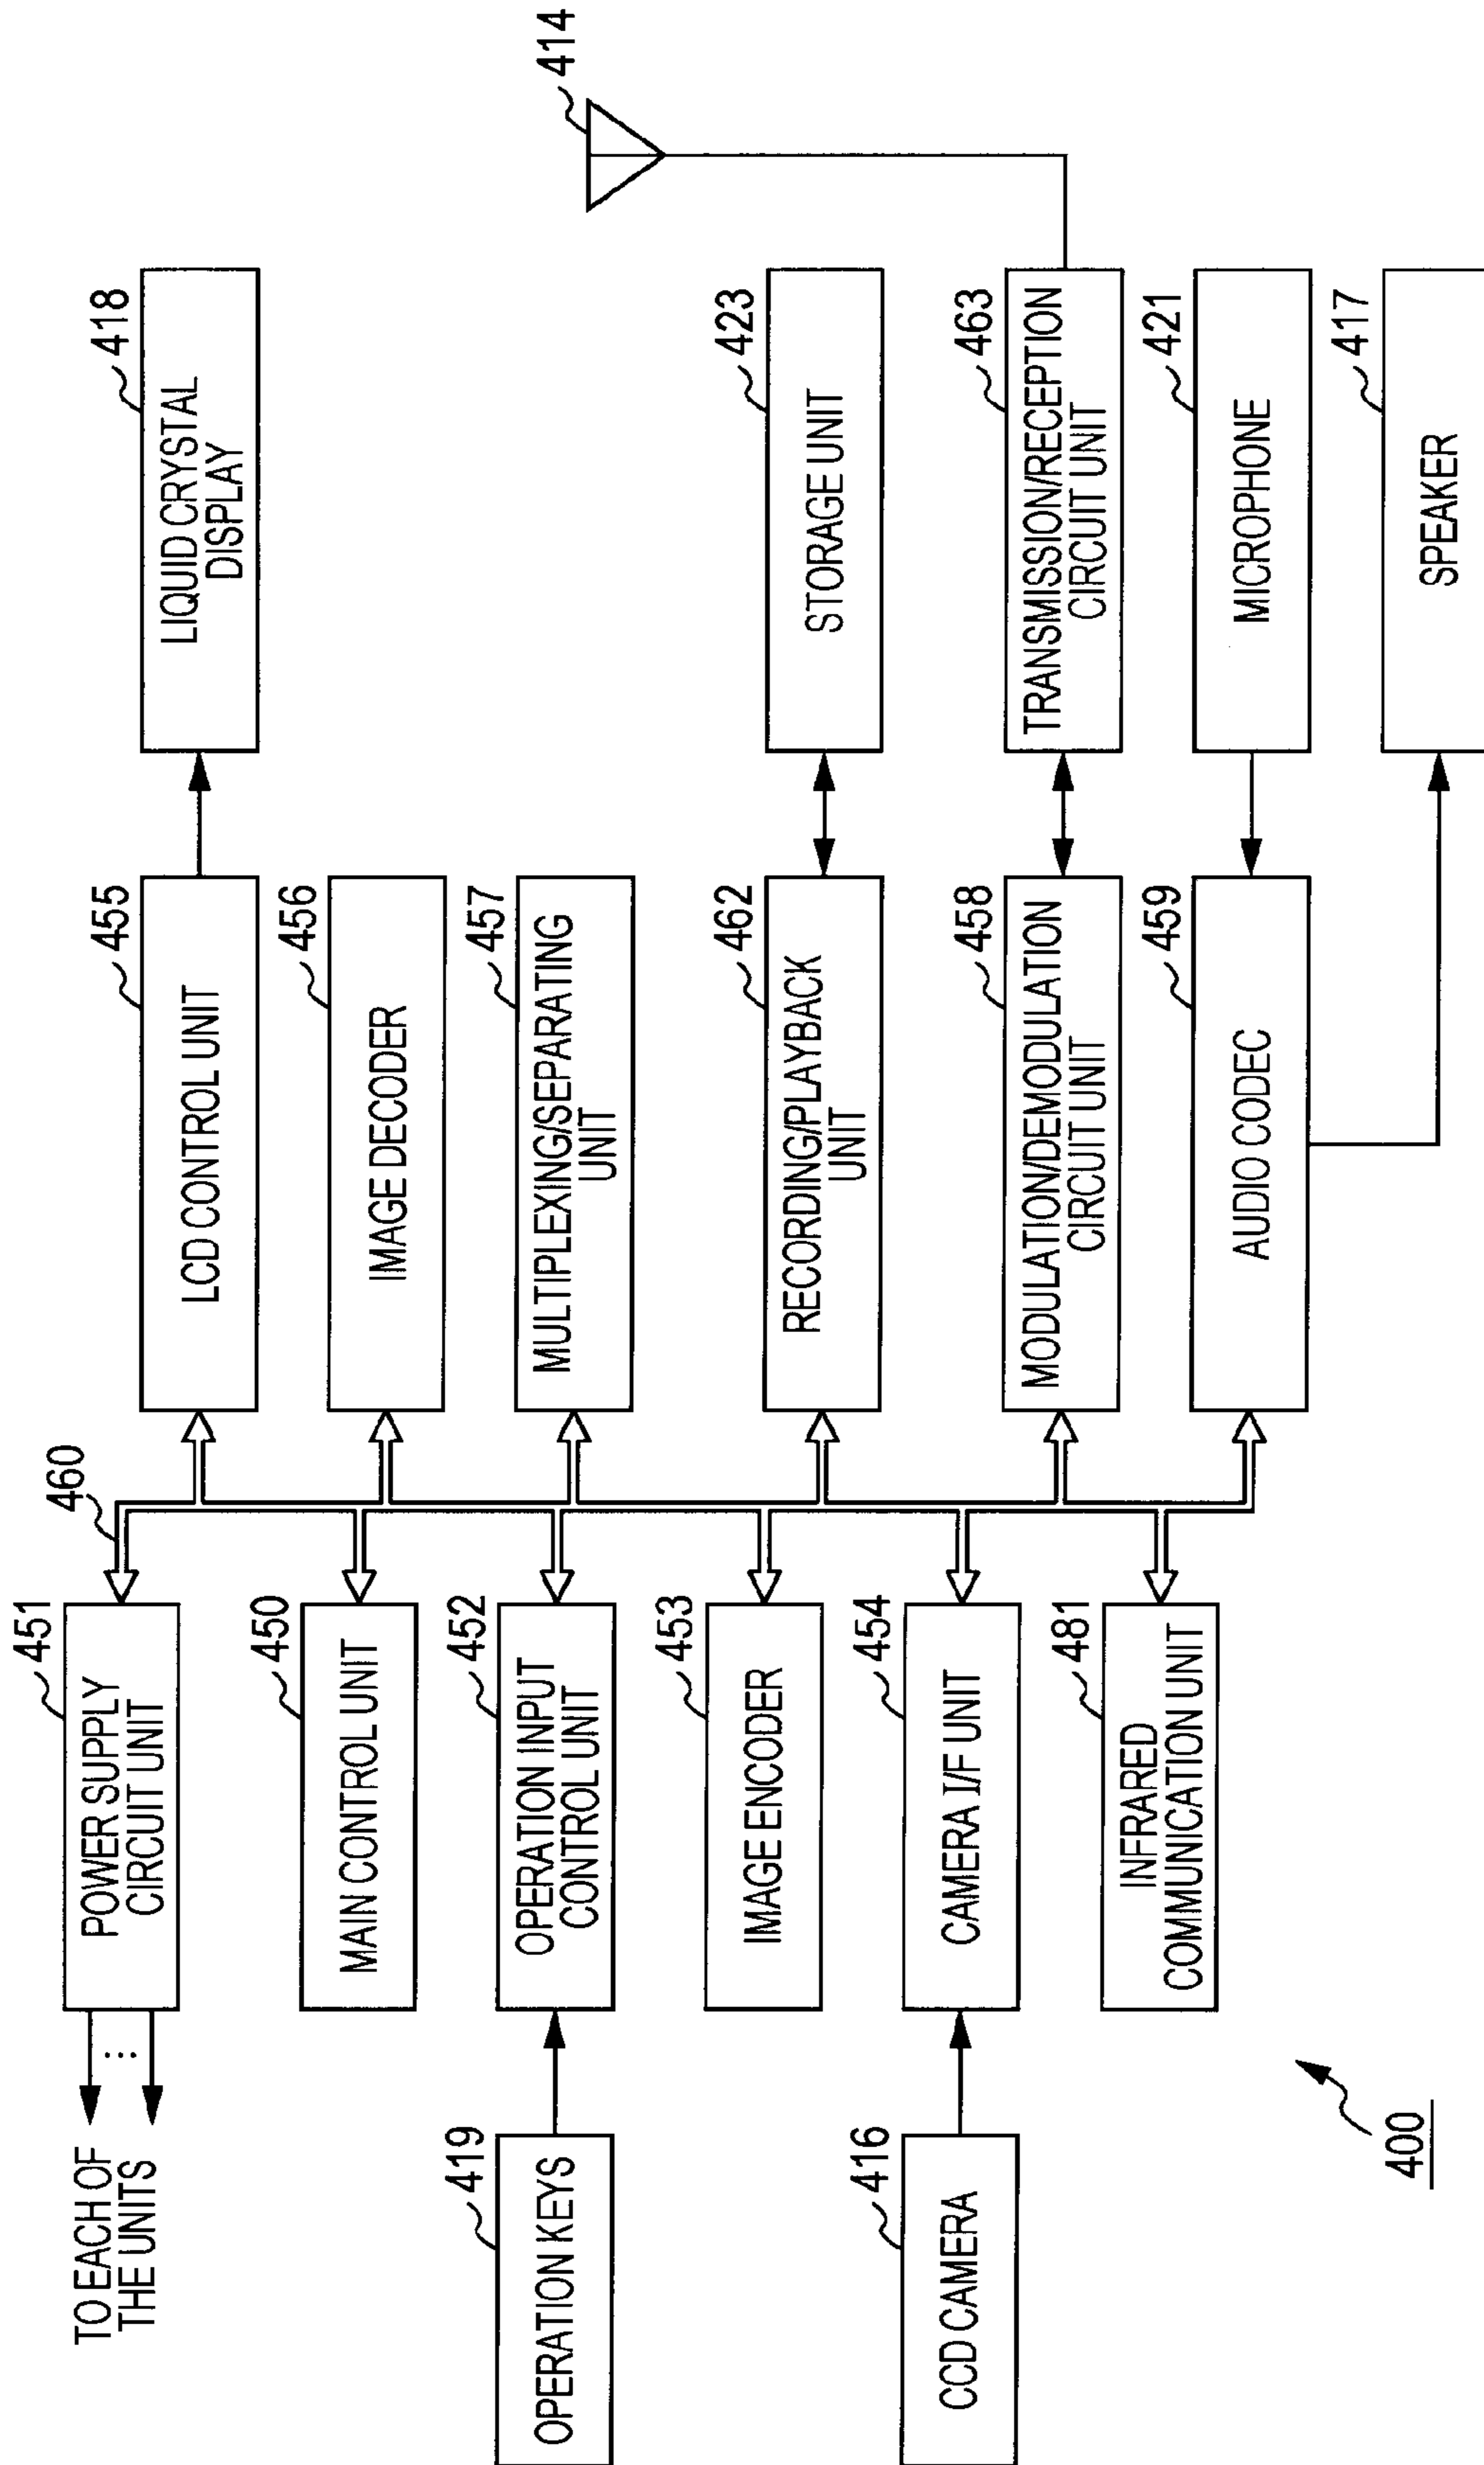 TO EACH OF
THE UNITS
451
POWER SUPPLY
CIRCUIT UNIT
460
455
LCD CONTROL UNIT
418
LIQUID CRYSTAL
DISPLAY
450
MAIN CONTROL UNIT
456
IMAGE DECODER
419
OPERATION KEYS
452
OPERATION INPUT
CONTROL UNIT
457
MULTIPLEXING/SEPARATING
UNIT
414
453
IMAGE ENCODER
462
RECORDING/PLAYBACK
UNIT
423
STORAGE UNIT
416
CCD CAMERA
454
CAMERA I/F UNIT
458
MODULATION/DEMODULATION
CIRCUIT UNIT
463
TRANSMISSION/RECEPTION
CIRCUIT UNIT
481
INFRARED
COMMUNICATION UNIT
459
AUDIO CODEC
421
MICROPHONE
417
SPEAKER
400